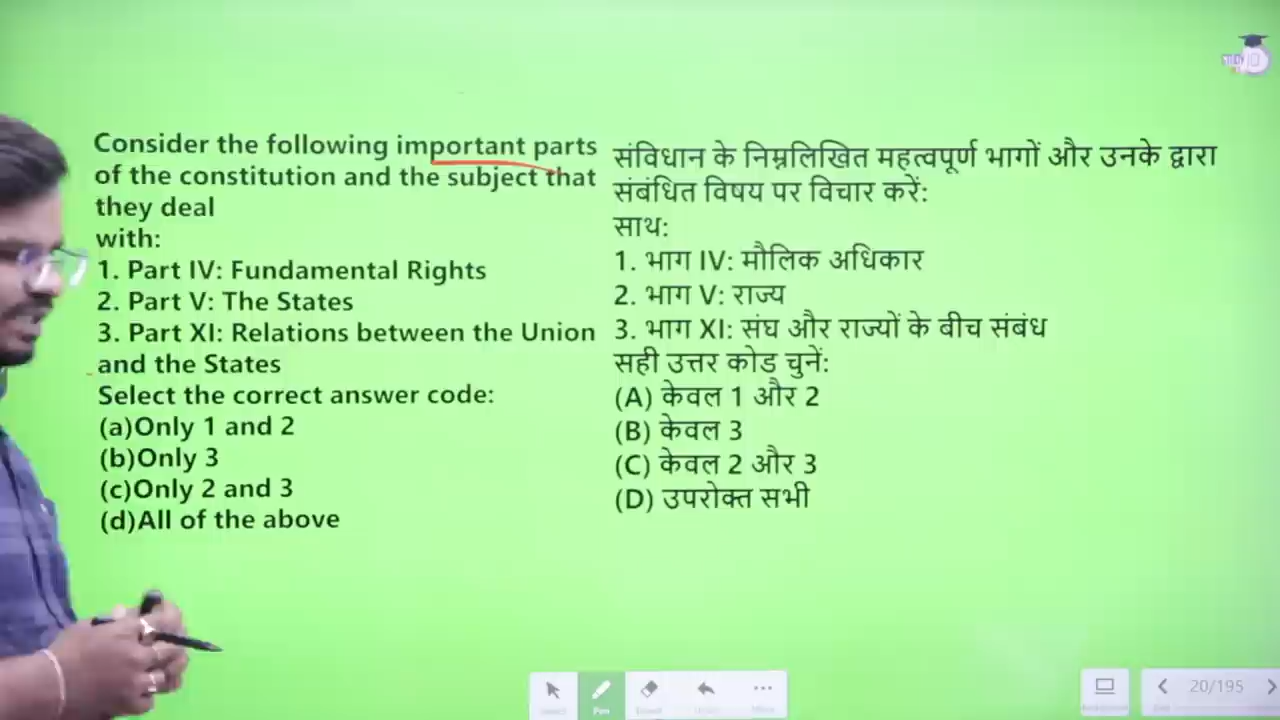 Consider the following important parts
of the constitution and the subject that
they deal
with:
1. Part IV: Fundamental Rights
2. Part V: The States
3. Part XI: Relations between the Union
and the States
Select the correct answer code:
(a)Only 1 and 2
(b)Only 3
(c)Only 2 and 3
(d)All of the above
संविधान के निम्नलिखित महत्वपूर्ण भागों और उनके द्वारा
संबंधित विषय पर विचार करें:
साथ:
1. भाग IV: मौलिक अधिकार
2. भाग V: राज्य
3. भाग XI: संघ और राज्यों के बीच संबंध
सही उत्तर कोड चुनें:
(A) केवल 1 और 2
(B) केवल 3
(C) केवल 2 और 3
(D) उपरोक्त सभी
Pen
20/195